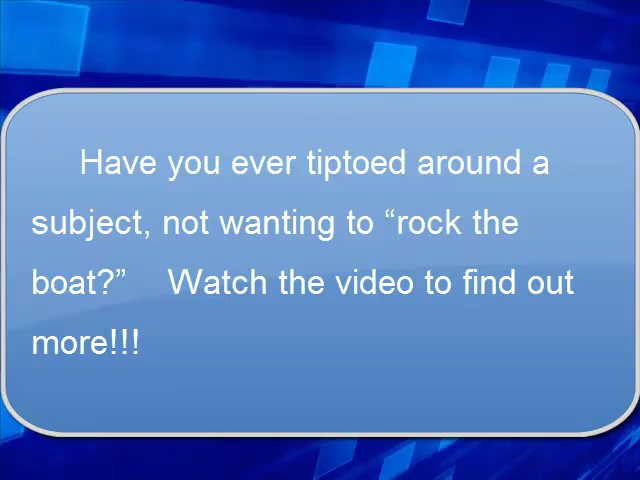 Have you ever tiptoed around a
subject, not wanting to “rock the
boat?” Watch the video to find out
more!!!